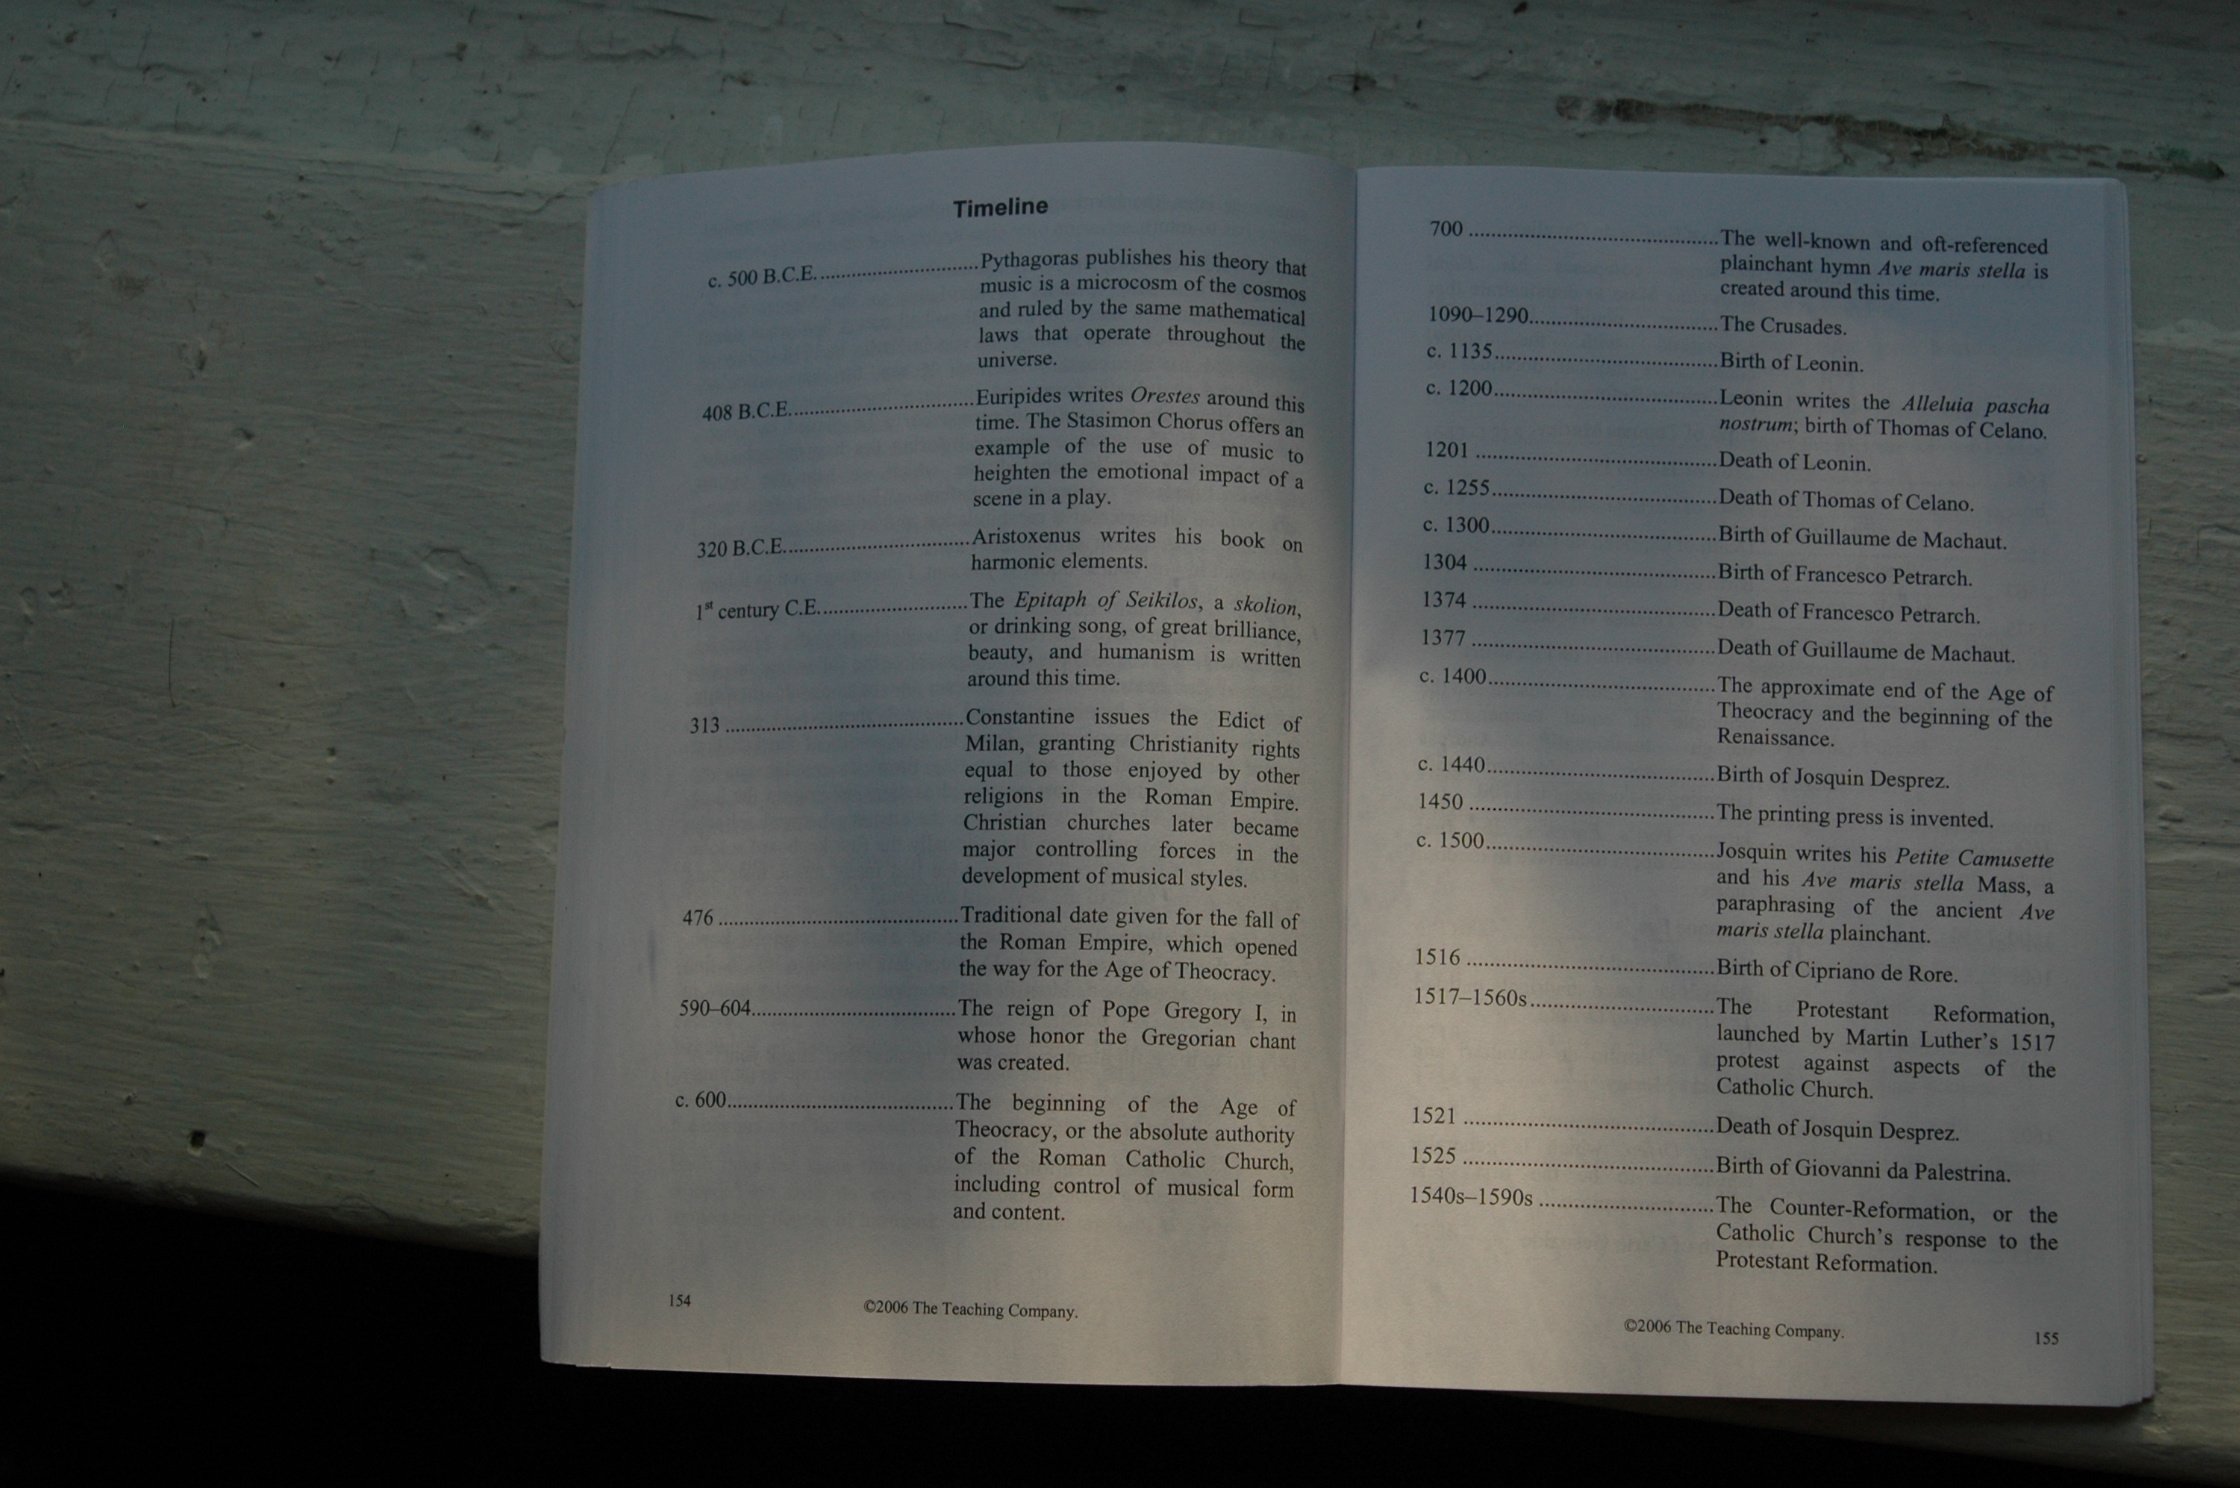 Timeline
c. 500 B.C.E. ............................Pythagoras publishes his theory that
music is a microcosm of the cosmos
and ruled by the same mathematical
laws that operate throughout the
universe.
408 B.C.E. ................................Euripides writes Orestes around this
time. The Stasimon Chorus offers an
example of the use of music to
heighten the emotional impact of a
scene in a play.
320 B.C.E. ................................Aristoxenus writes his book on
harmonic elements.
1st century C.E. ..........................The Epitaph of Seikilos, a skolion,
or drinking song, of great brilliance,
beauty, and humanism is written
around this time.
313 ..........................................Constantine issues the Edict of
Milan, granting Christianity rights
equal to those enjoyed by other
religions in the Roman Empire.
Christian churches later became
major controlling forces in the
development of musical styles.
476 ..........................................Traditional date given for the fall of
the Roman Empire, which opened
the way for the Age of Theocracy.
590–604.....................................The reign of Pope Gregory I, in
whose honor the Gregorian chant
was created.
c. 600........................................The beginning of the Age of
Theocracy, or the absolute authority
of the Roman Catholic Church,
including control of musical form
and content.
154 ©2006 The Teaching Company.
700 ............................................The well-known and oft-referenced
plainchant hymn Ave maris stella is
created around this time.
1090–1290..................................The Crusades.
c. 1135........................................Birth of Leonin.
c. 1200........................................Leonin writes the Alleluia pascha
nostrum; birth of Thomas of Celano.
1201 ...........................................Death of Leonin.
c. 1255........................................Death of Thomas of Celano.
c. 1300........................................Birth of Guillaume de Machaut.
1304 ...........................................Birth of Francesco Petrarch.
1374 ...........................................Death of Francesco Petrarch.
1377 ...........................................Death of Guillaume de Machaut.
c. 1400........................................The approximate end of the Age of
Theocracy and the beginning of the
Renaissance.
c. 1440........................................Birth of Josquin Desprez.
1450 ...........................................The printing press is invented.
c. 1500........................................Josquin writes his Petite Camusette
and his Ave maris stella Mass, a
paraphrasing of the ancient Ave
maris stella plainchant.
1516 ...........................................Birth of Cipriano de Rore.
1517–1560s.................................The Protestant Reformation,
launched by Martin Luther's 1517
protest against aspects of the
Catholic Church.
1521 ...........................................Death of Josquin Desprez.
1525 ...........................................Birth of Giovanni da Palestrina.
1540s–1590s ...............................The Counter-Reformation, or the
Catholic Church's response to the
Protestant Reformation.
©2006 The Teaching Company. 155